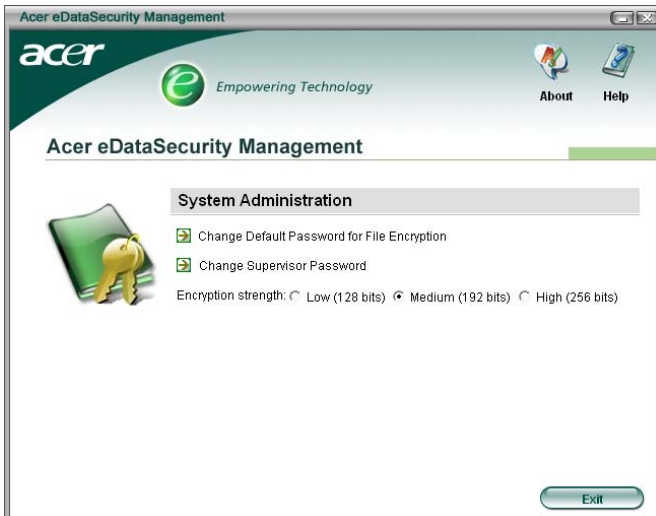 Acer eDataSecurity Management
acer
e Empowering Technology
About Help
Acer eDataSecurity Management
System Administration
Change Default Password for File Encryption
Change Supervisor Password
Encryption strength: Low (128 bits) Medium (192 bits) High (256 bits)
Exit